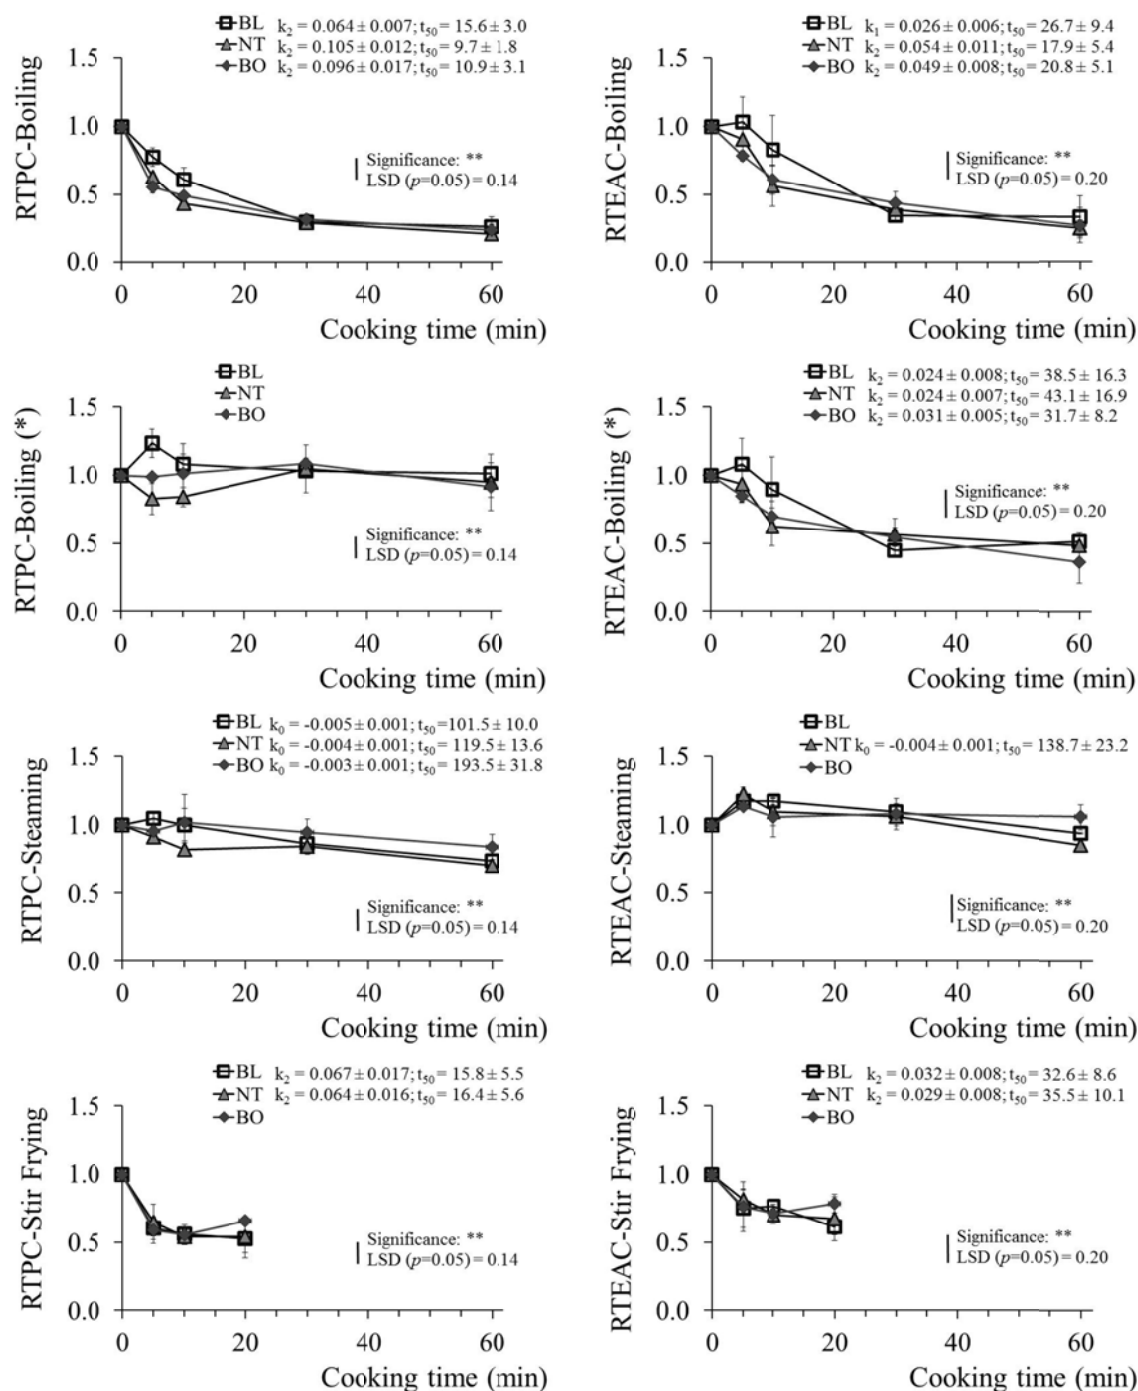 BL k2 = 0.064 ± 0.007; t50 = 15.6 ± 3.0
NT k2 = 0.105 ± 0.012; t50 = 9.7 ± 1.8
BO k2 = 0.096 ± 0.017; t50 = 10.9 ± 3.1
RTPC-Boiling
1.5
1.0
0.5
0.0
Significance: **
LSD (p=0.05) = 0.14
0 20 40 60
Cooking time (min)
BL k1 = 0.026 ± 0.006; t50 = 26.7 ± 9.4
NT k2 = 0.054 ± 0.011; t50 = 17.9 ± 5.4
BO k2 = 0.049 ± 0.008; t50 = 20.8 ± 5.1
RTEAC-Boiling
1.5
1.0
0.5
0.0
Significance: **
LSD (p=0.05) = 0.20
0 20 40 60
Cooking time (min)
BL
NT
BO
RTPC-Boiling (*)
1.5
1.0
0.5
0.0
Significance: **
LSD (p=0.05) = 0.14
0 20 40 60
Cooking time (min)
BL k2 = 0.024 ± 0.008; t50 = 38.5 ± 16.3
NT k2 = 0.024 ± 0.007; t50 = 43.1 ± 16.9
BO k2 = 0.031 ± 0.005; t50 = 31.7 ± 8.2
RTEAC-Boiling (*)
1.5
1.0
0.5
0.0
Significance: **
LSD (p=0.05) = 0.20
0 20 40 60
Cooking time (min)
BL k0 = -0.005 ± 0.001; t50 =101.5 ± 10.0
NT k0 = -0.004 ± 0.001; t50 = 119.5 ± 13.6
BO k0 = -0.003 ± 0.001; t50 = 193.5 ± 31.8
RTPC-Steaming
1.5
1.0
0.5
0.0
Significance: **
LSD (p=0.05) = 0.14
0 20 40 60
Cooking time (min)
BL
NT k0 = -0.004 ± 0.001; t50 = 138.7 ± 23.2
BO
RTEAC-Steaming
1.5
1.0
0.5
0.0
Significance: **
LSD (p=0.05) = 0.20
0 20 40 60
Cooking time (min)
BL k2 = 0.067 ± 0.017; t50 = 15.8 ± 5.5
NT k2 = 0.064 ± 0.016; t50 = 16.4 ± 5.6
BO
RTPC-Stir Frying
1.5
1.0
0.5
0.0
Significance: **
LSD (p=0.05) = 0.14
0 20 40 60
Cooking time (min)
BL k2 = 0.032 ± 0.008; t50 = 32.6 ± 8.6
NT k2 = 0.029 ± 0.008; t50 = 35.5 ± 10.1
BO
RTEAC-Stir Frying
1.5
1.0
0.5
0.0
Significance: **
LSD (p=0.05) = 0.20
0 20 40 60
Cooking time (min)